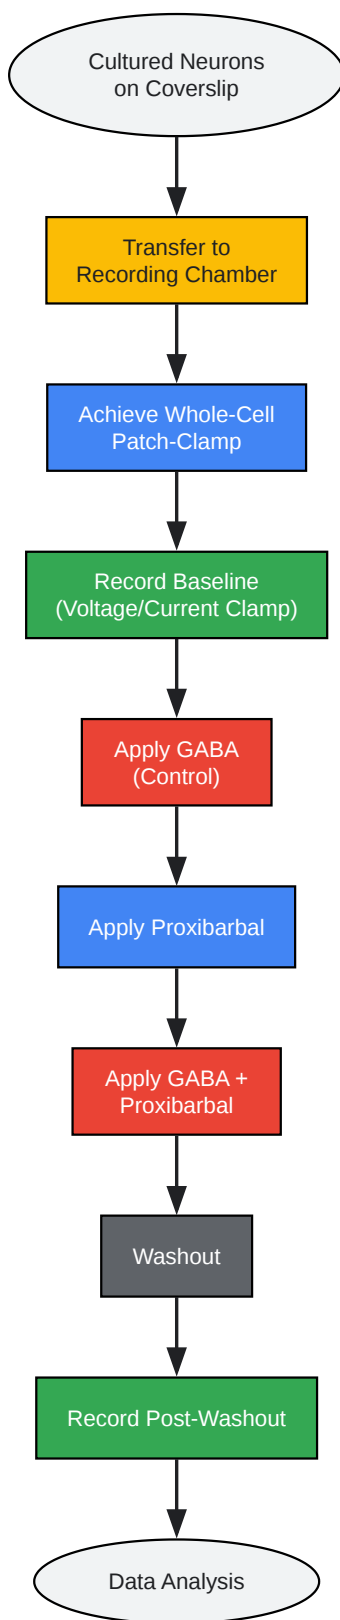 Cultured Neurons
on Coverslip
Transfer to
Recording Chamber
Achieve Whole-Cell
Patch-Clamp
Record Baseline
(Voltage/Current Clamp)
Apply GABA
(Control)
Apply Proxibarbal
Apply GABA +
Proxibarbal
Washout
Record Post-Washout
Data Analysis